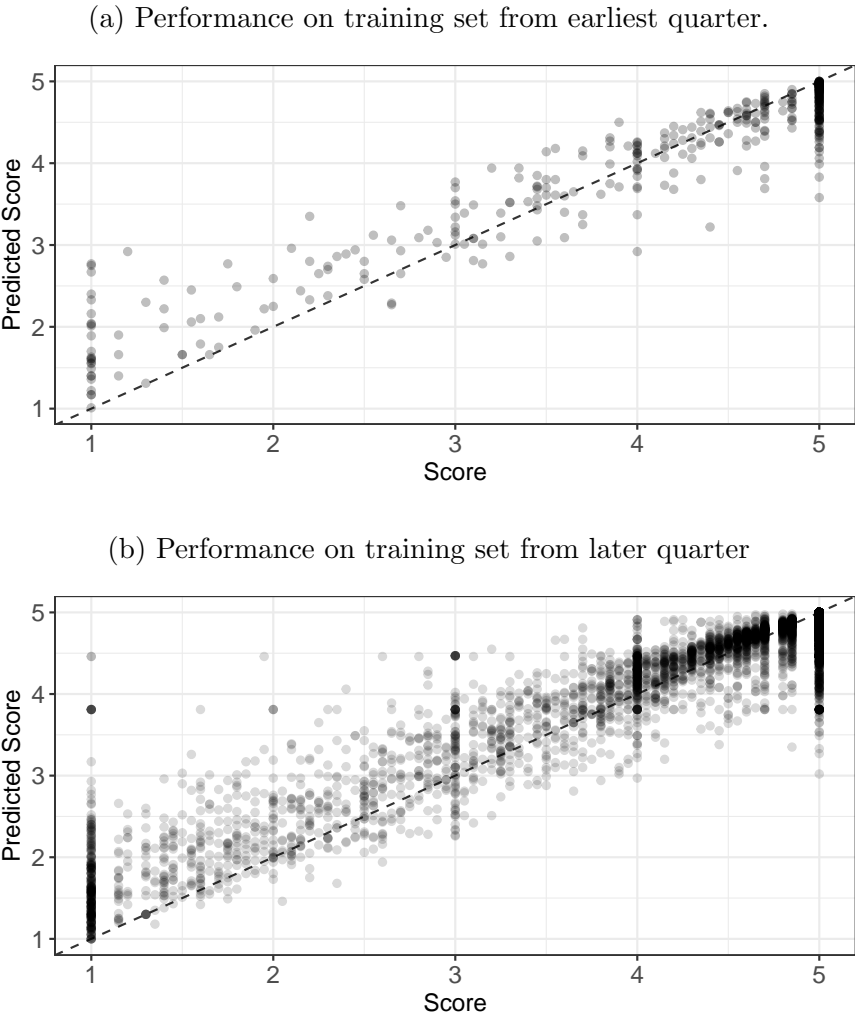 (a) Performance on training set from earliest quarter.
5
4
3
2
1
Predicted Score
1 2 3 4 5
Score
(b) Performance on training set from later quarter
5
4
3
2
1
Predicted Score
1 2 3 4 5
Score